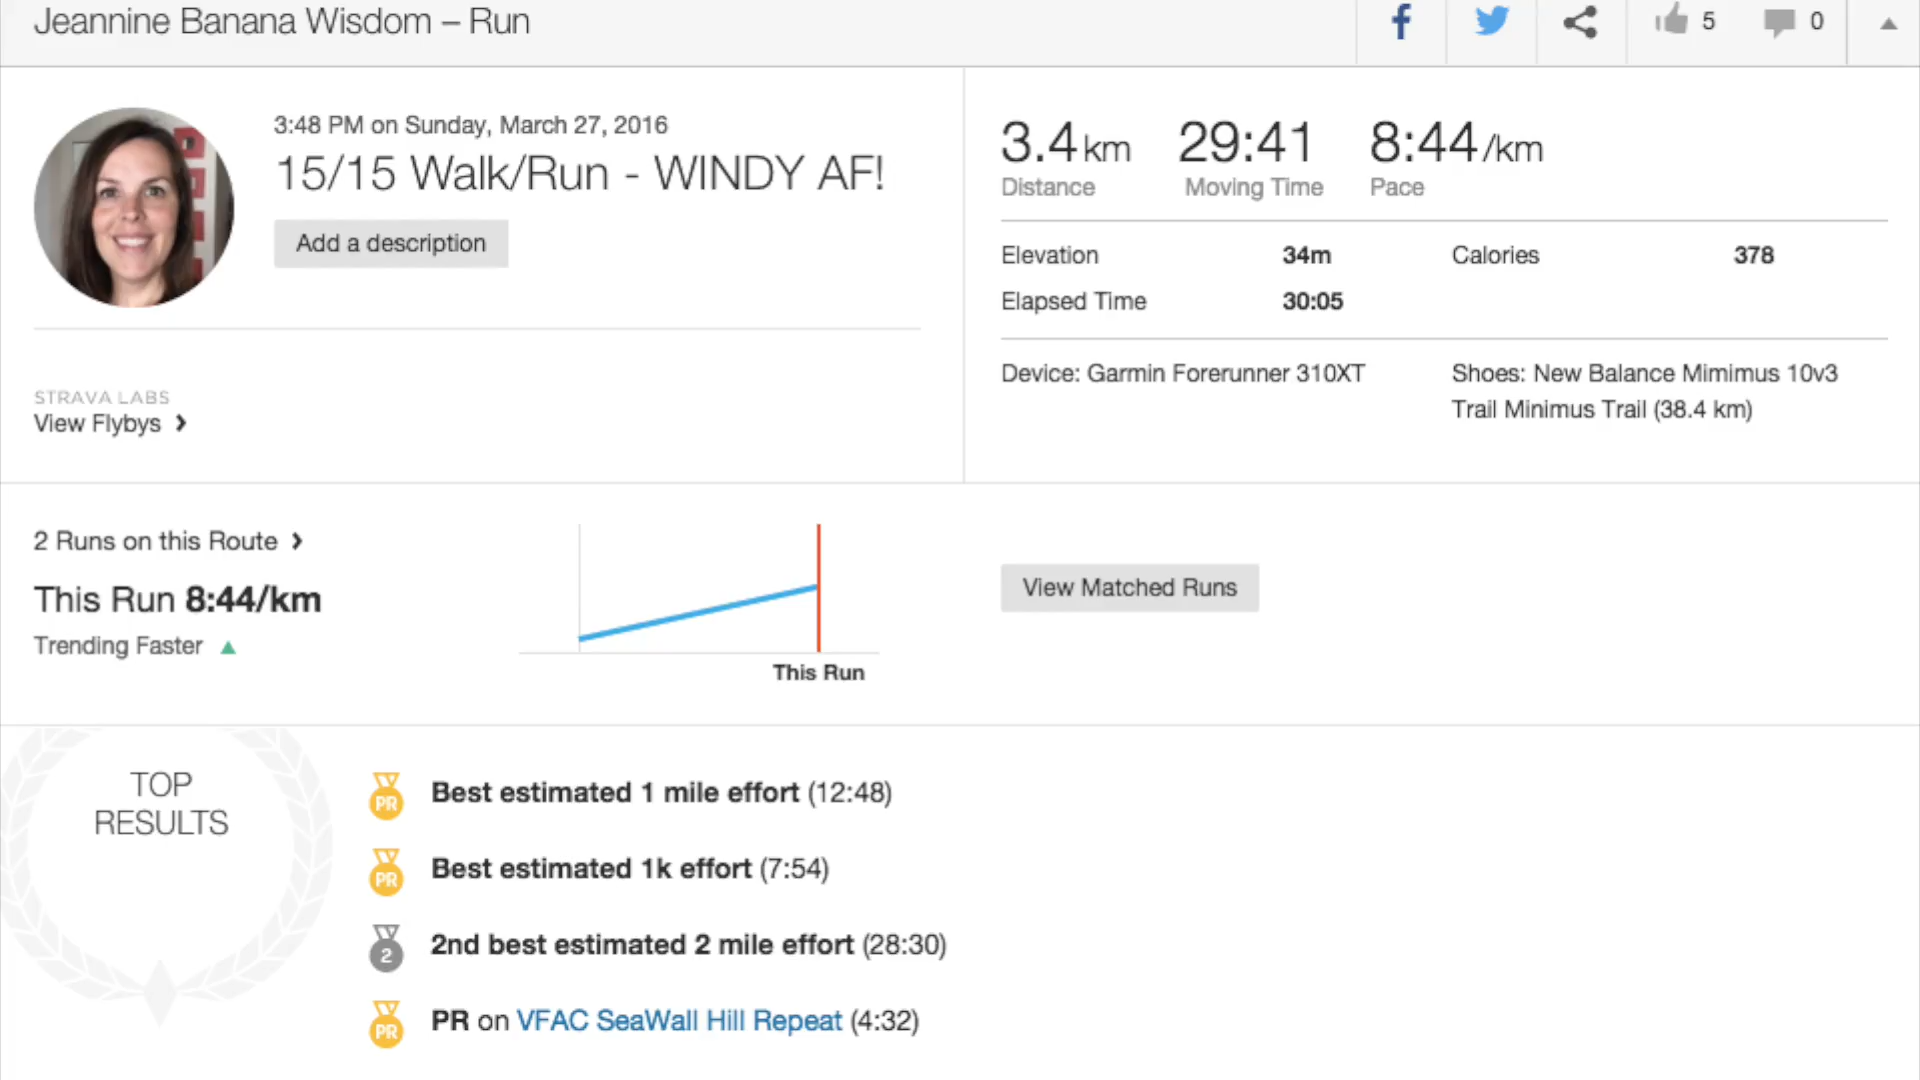 Jeannine Banana Wisdom – Run
5
0
3:48 PM on Sunday, March 27, 2016
15/15 Walk/Run - WINDY AF!
Add a description
STRAVA LABS
View Flybys
3.4km 29:41 8:44/km
Distance Moving Time Pace
Elevation 34m Calories 378
Elapsed Time 30:05
Device: Garmin Forerunner 310XT
Shoes: New Balance Mimimus 10v3
Trail Minimus Trail (38.4 km)
2 Runs on this Route
This Run 8:44/km
Trending Faster
This Run
View Matched Runs
TOP
RESULTS
PR Best estimated 1 mile effort (12:48)
PR Best estimated 1k effort (7:54)
2 2nd best estimated 2 mile effort (28:30)
PR PR on VFAC SeaWall Hill Repeat (4:32)